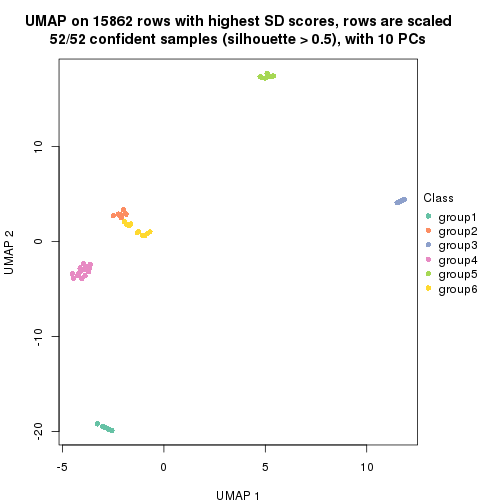 UMAP on 15862 rows with highest SD scores, rows are scaled
52/52 confident samples (silhouette > 0.5), with 10 PCs
10
0
-10
-20
UMAP 2
Class
group1
group2
group3
group4
group5
group6
-5
0
5
10
UMAP 1